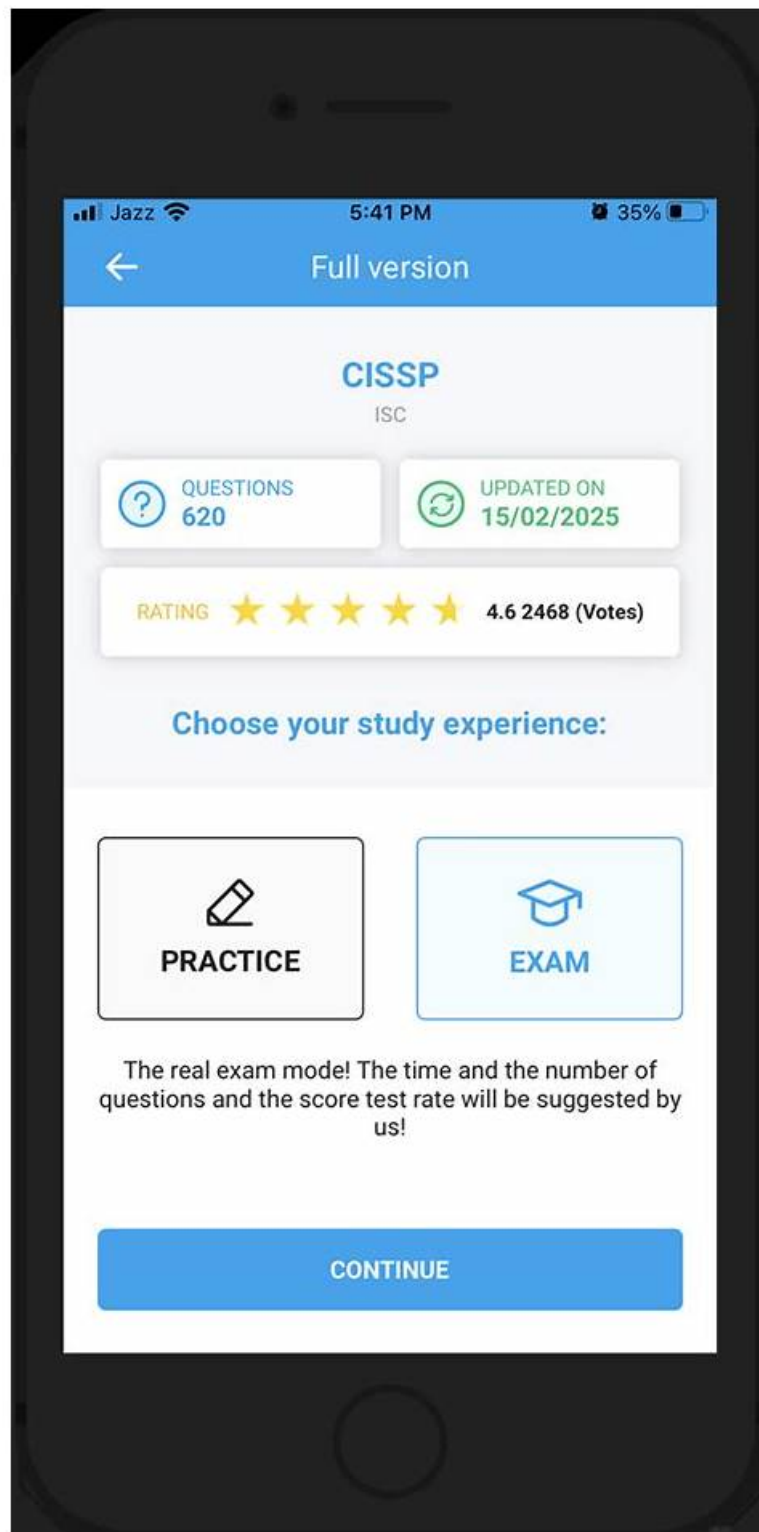 Jazz 5:41 PM 35%
Full version
CISSP
ISC
QUESTIONS
620
UPDATED ON
15/02/2025
RATING 4.6 2468 (Votes)
Choose your study experience:
PRACTICE
EXAM
The real exam mode! The time and the number of
questions and the score test rate will be suggested by
us!
CONTINUE